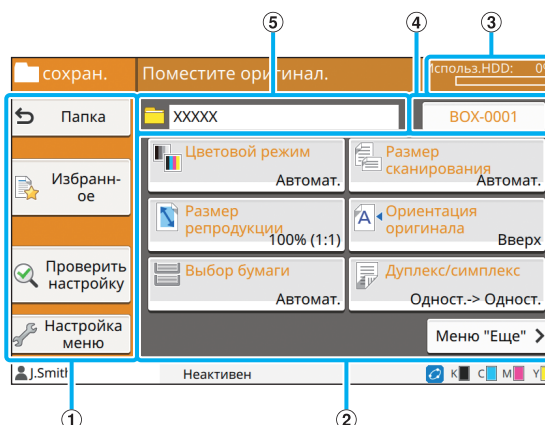 5
4
3
сохран.
Поместите оригинал.
Использ.HDD: 0%
Папка
XXXXX
BOX-0001
Избранн-
ое
Цветовой режим
Автомат.
Размер
сканирования
Автомат.
Размер
репродукции
100% (1:1)
Ориентация
оригинала
Вверх
Проверить
настройку
Выбор бумаги
Автомат.
Дуплекс/симплекс
Одност.-> Одност.
Настройка
меню
Меню "Еще"
J.Smith
Неактивен
K C M Y
1
2